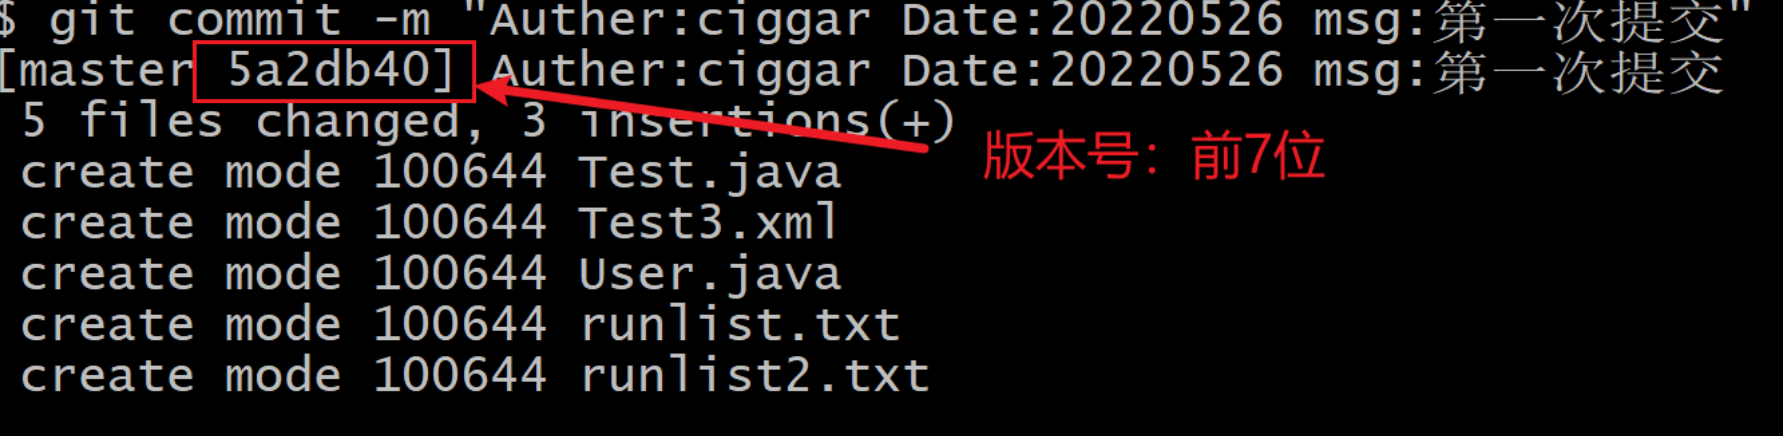 $ git commit -m "Auther:ciggar Date:20220526 msg:第一次提交"
[master 5a2db40] Auther:ciggar Date:20220526 msg:第一次提交
5 files changed, 3 insertions(+)
版本号：前7位
create mode 100644 Test.java
create mode 100644 Test3.xml
create mode 100644 User.java
create mode 100644 runlist.txt
create mode 100644 runlist2.txt